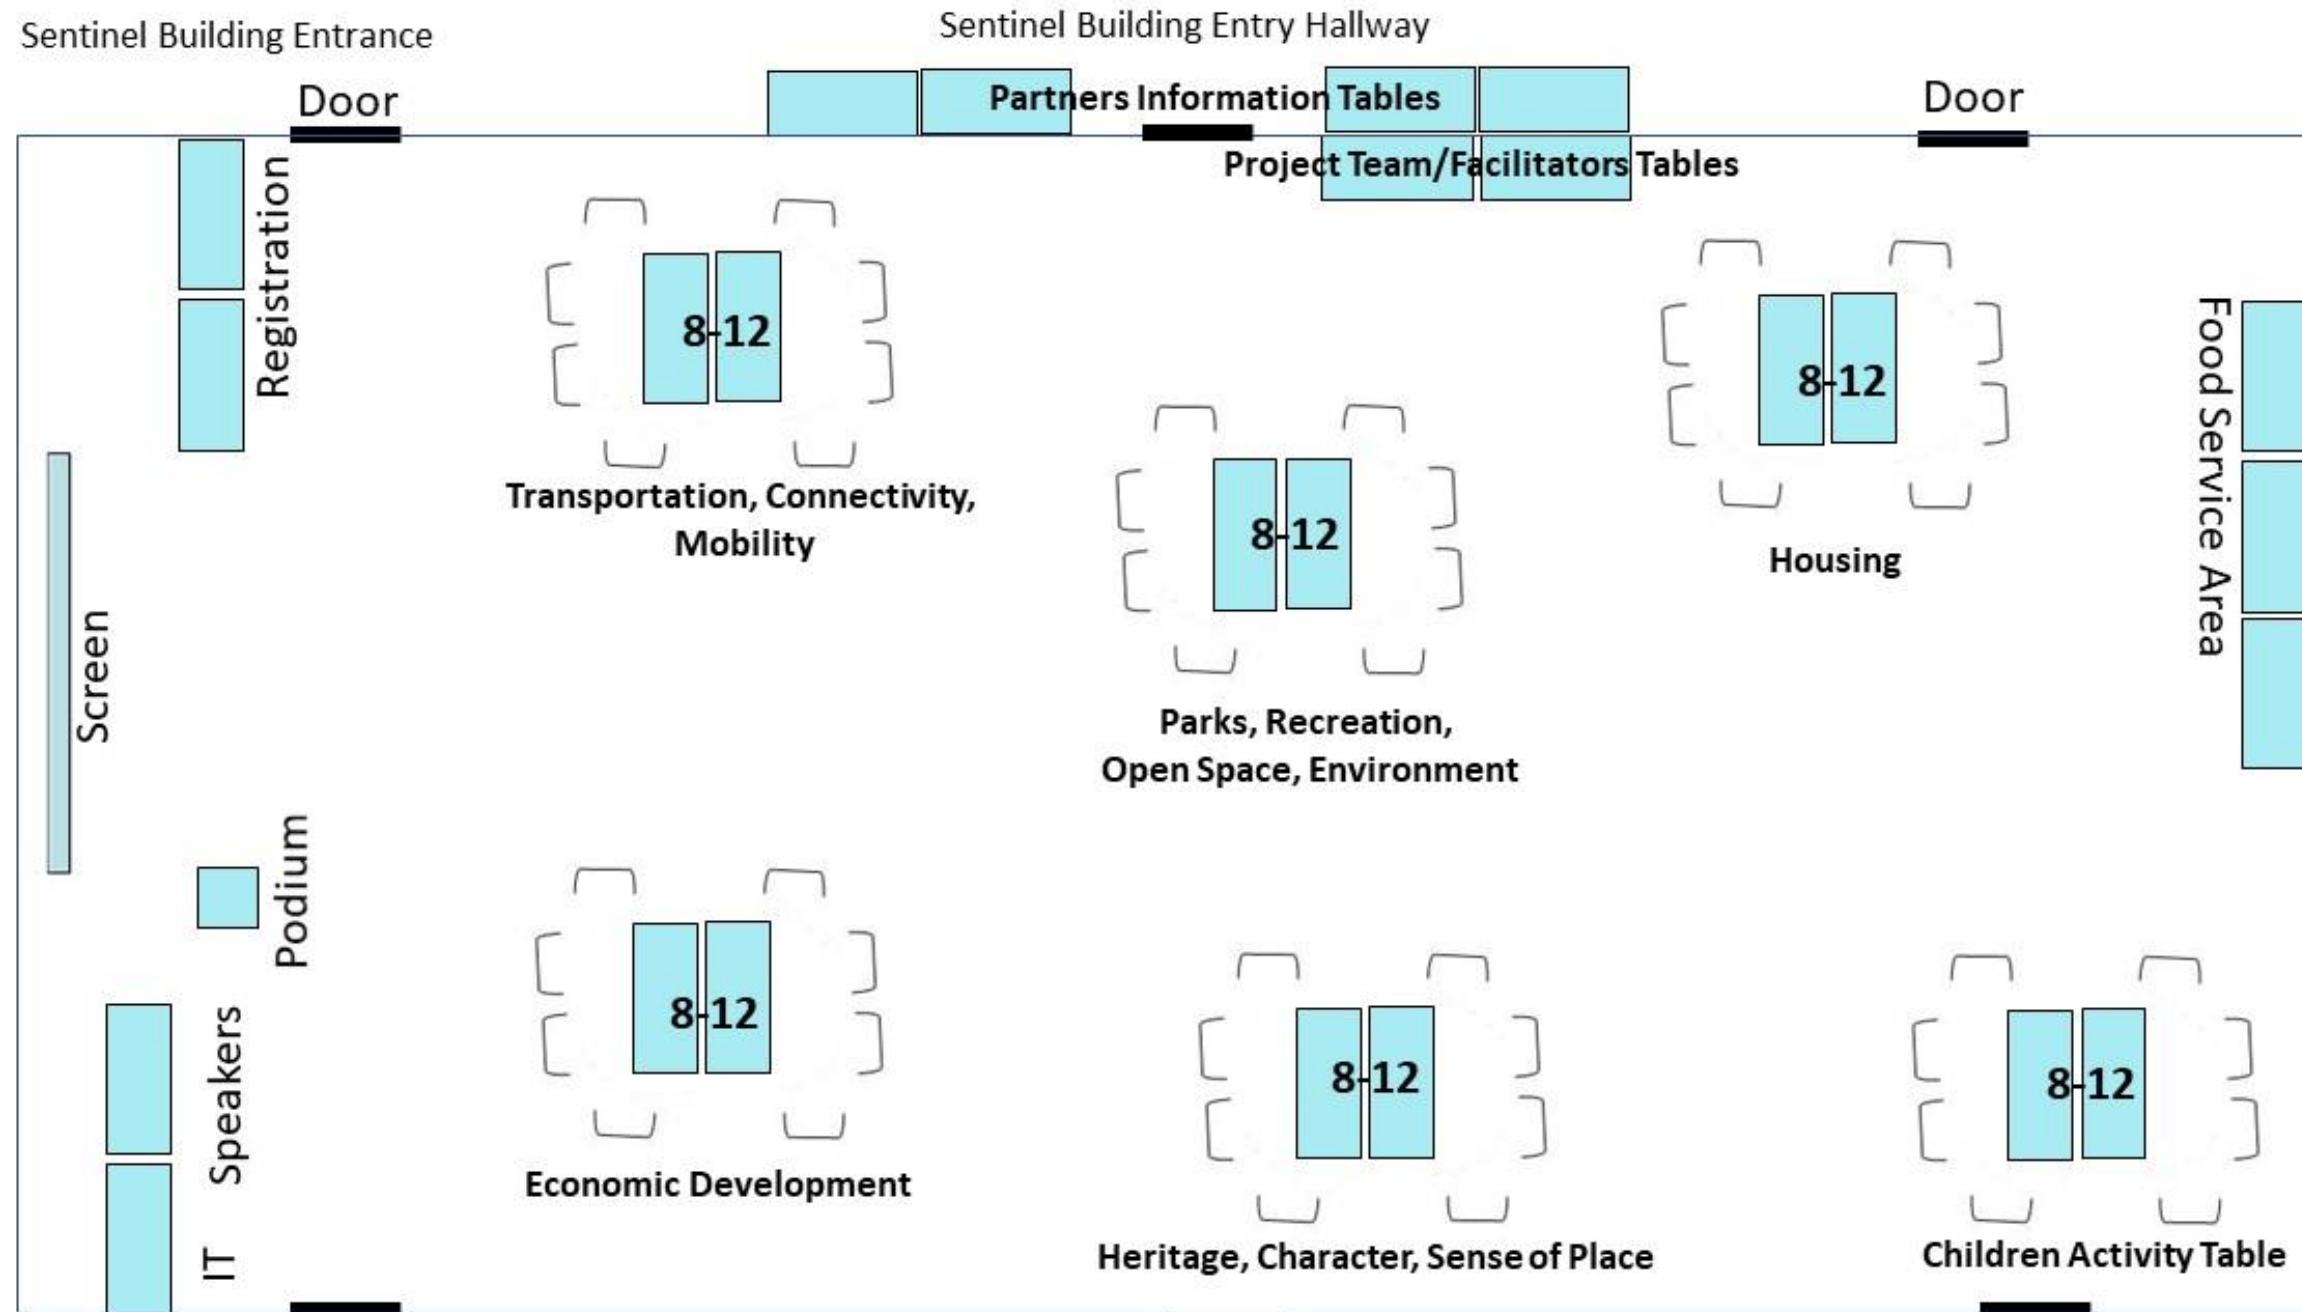 Sentinel Building Entrance
Sentinel Building Entry Hallway
Door
Partners Information Tables
Door
Project Team/Facilitators Tables
Registration
8-12
Transportation, Connectivity,
Mobility
8-12
Housing
Food Service Area
8-12
Parks, Recreation,
Open Space, Environment
Screen
Podium
8-12
Economic Development
Speakers
IT
8-12
Heritage, Character, Sense of Place
8-12
Children Activity Table